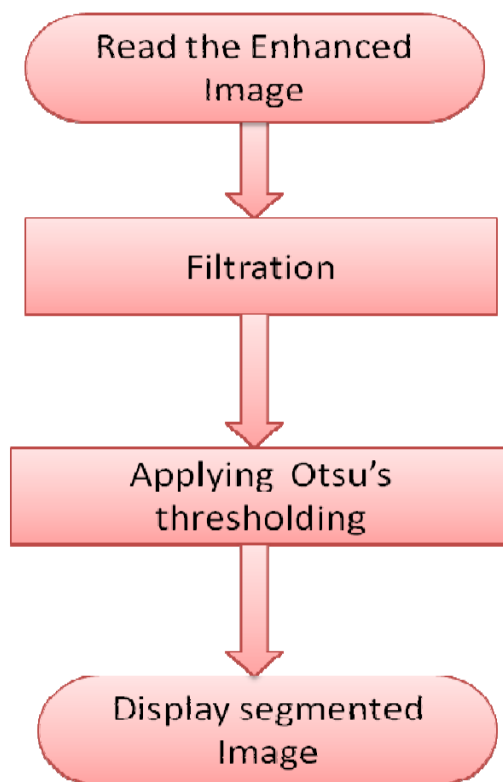 Read the Enhanced
Image
Filtration
Applying Otsu's
thresholding
Display segmented
Image